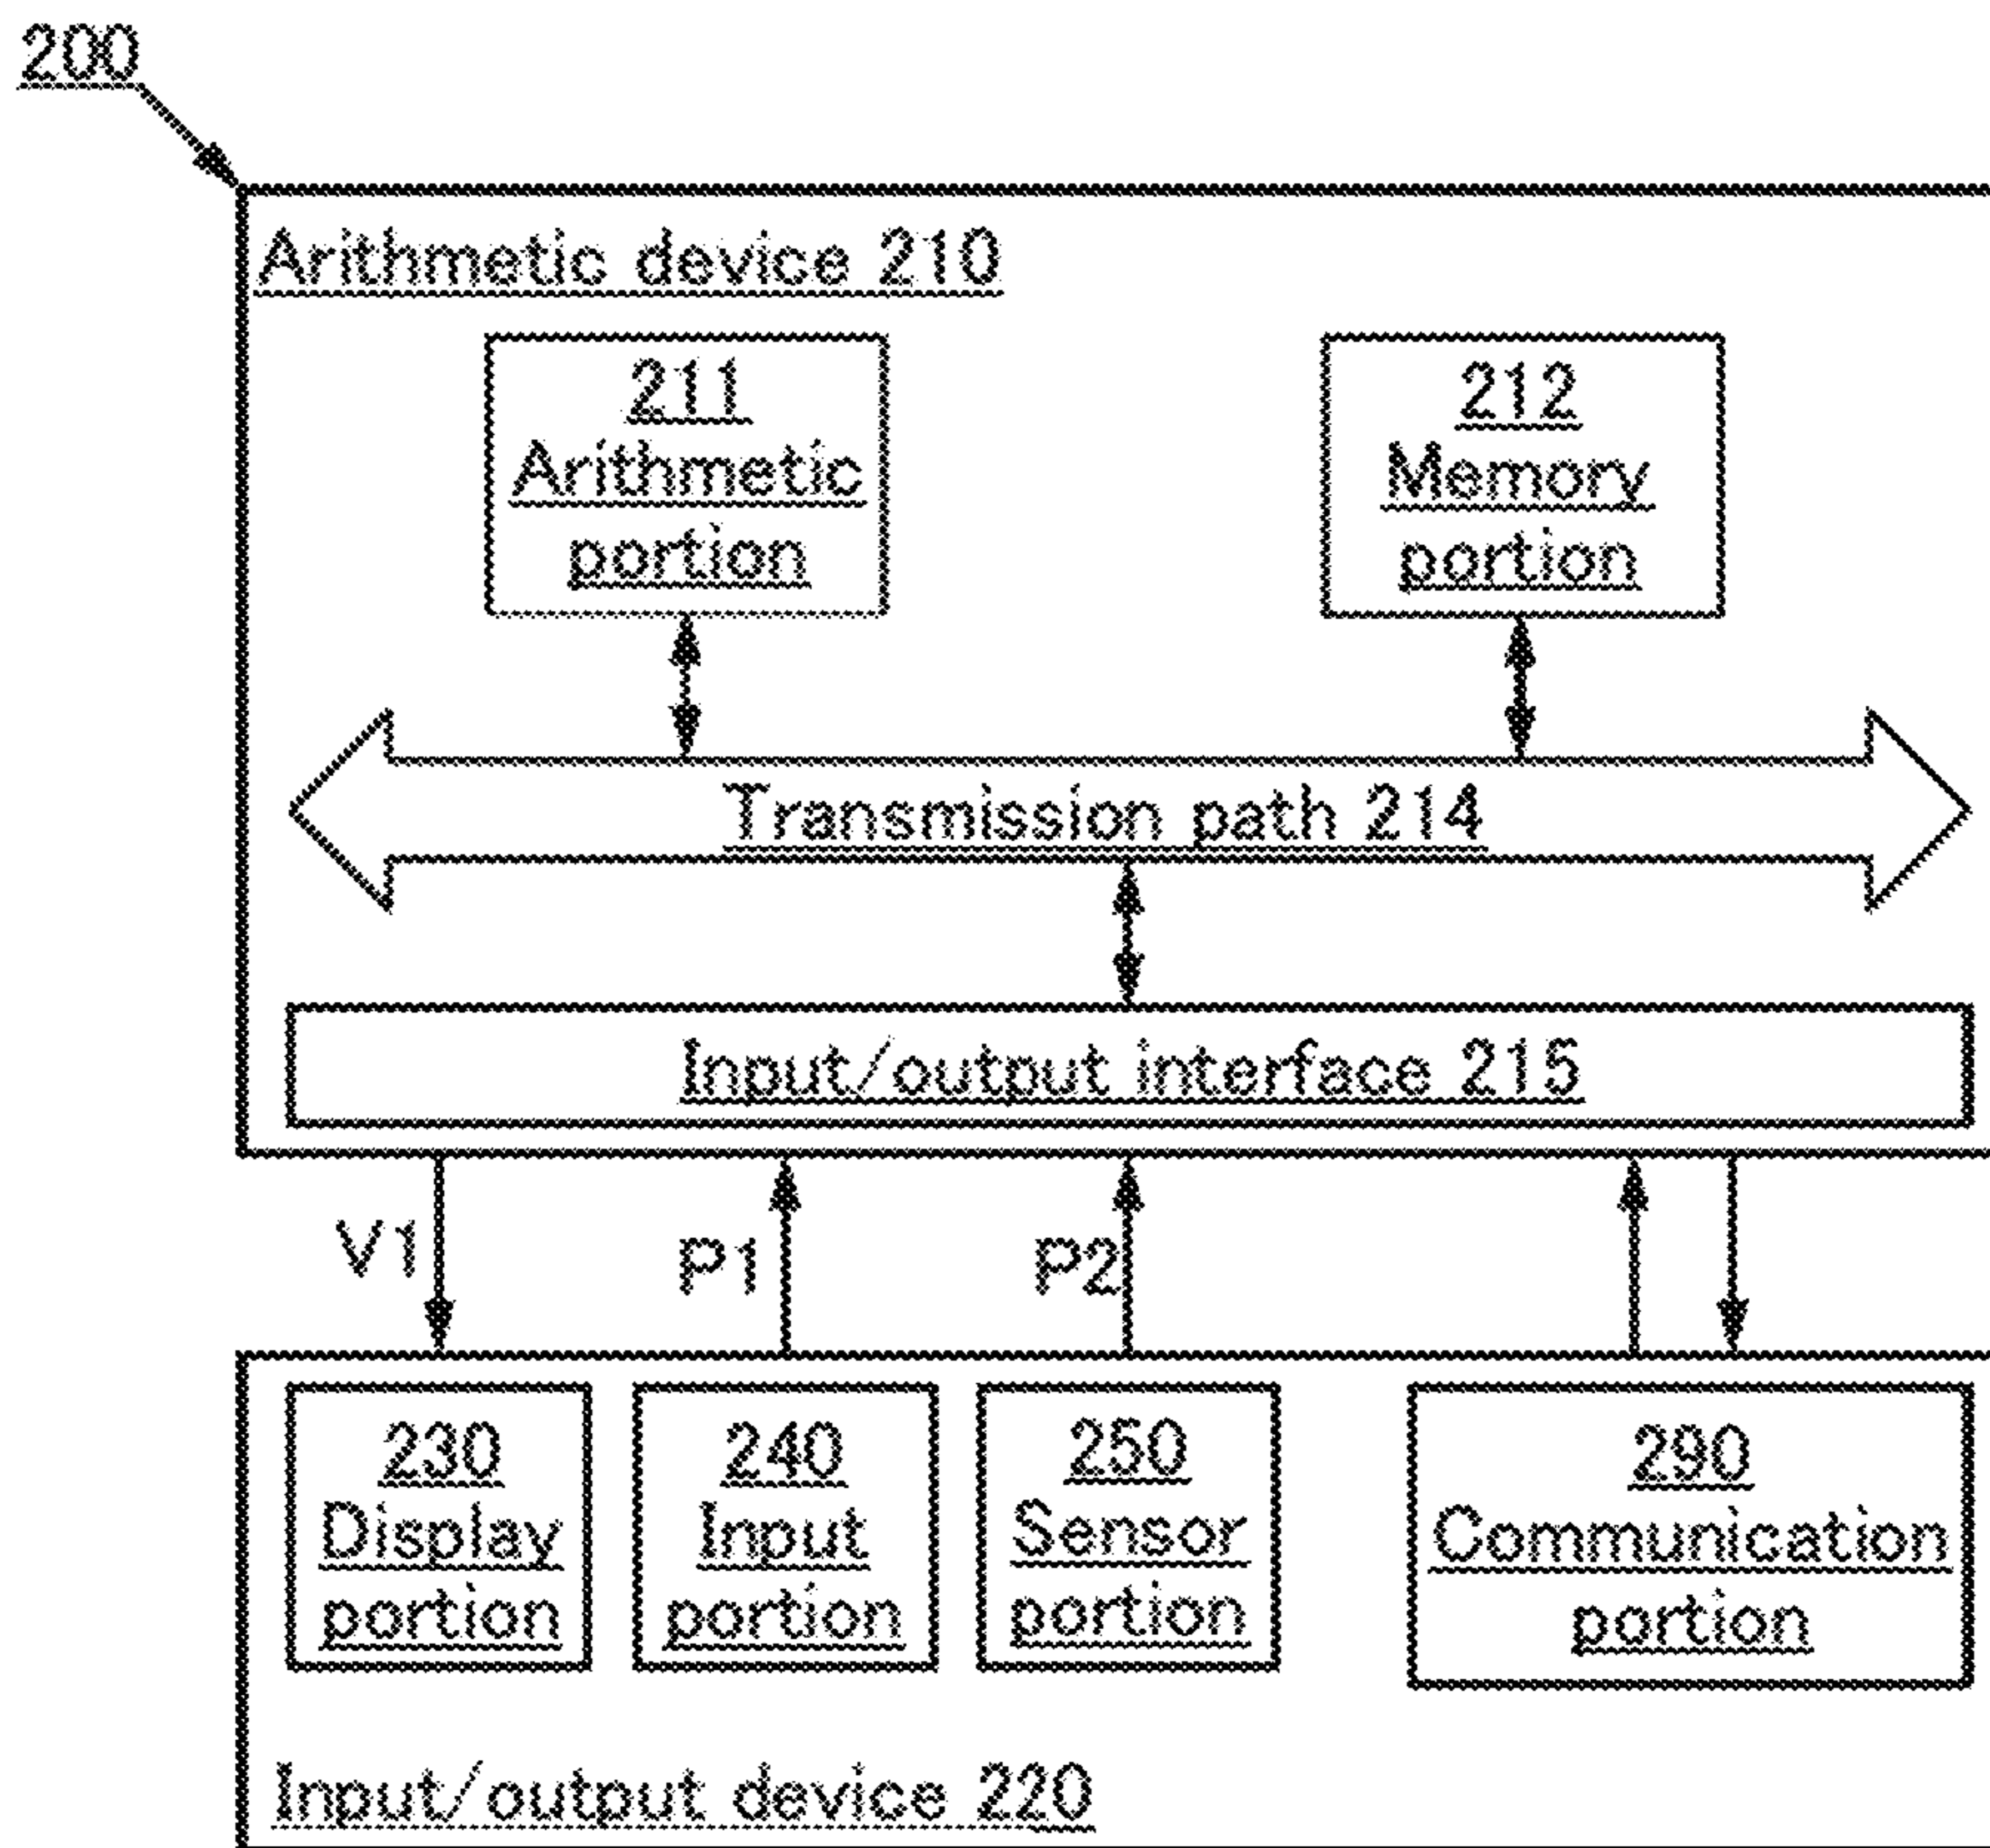 200
Arithmetic device 210
211
Arithmetic
portion
212
Memory
portion
Transmission path 214
Input/output interface 215
V1
P1
P2
230
Display
portion
240
Input
portion
250
Sensor
portion
290
Communication
portion
Input/output device 220